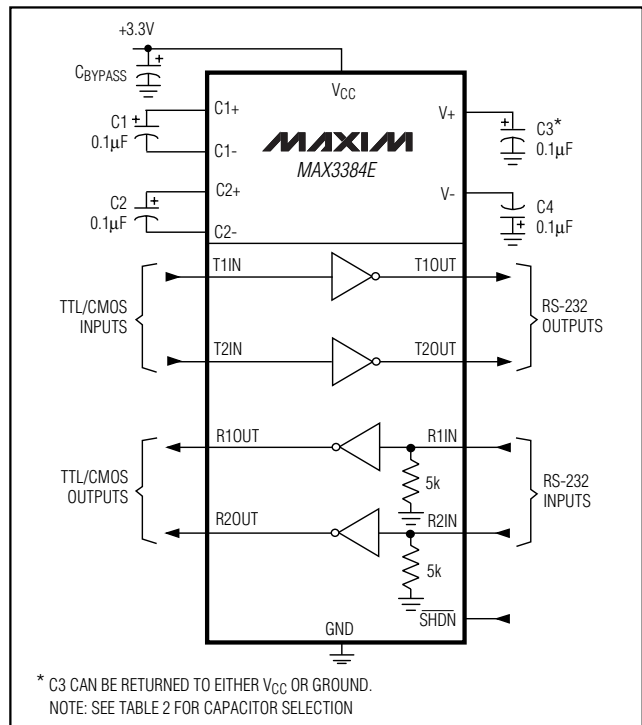 +3.3V
CBYPASS
+
VCC
C1
0.1µF
+
C1+
C1-
C2
0.1µF
+
C2+
C2-
MAXIM
MAX3384E
V+
+
C3*
0.1µF
V-
C4
+
0.1µF
TTL/CMOS
INPUTS
T1IN
T1OUT
T2IN
T2OUT
RS-232
OUTPUTS
TTL/CMOS
OUTPUTS
R1OUT
R1IN
5k
R2OUT
R2IN
5k
RS-232
INPUTS
SHDN
GND
* C3 CAN BE RETURNED TO EITHER VCC OR GROUND.
NOTE: SEE TABLE 2 FOR CAPACITOR SELECTION